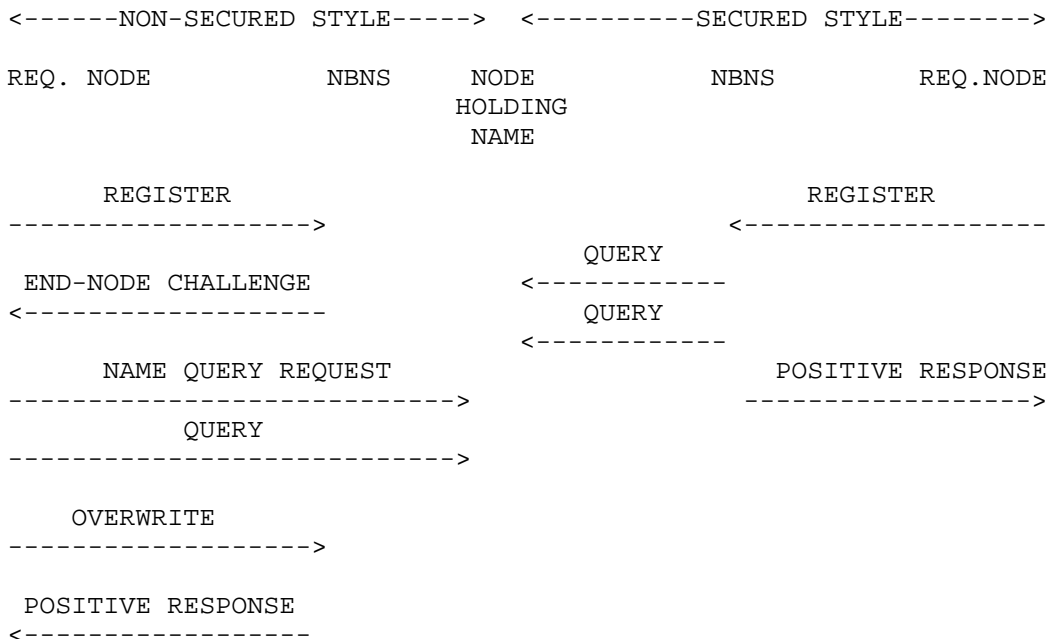 <------NON-SECURED STYLE-----> <----------SECURED STYLE-------->
REQ. NODE NBNS NODE NBNS REQ.NODE
HOLDING
NAME
REGISTER REGISTER
-------------------> <-------------------
QUERY
END-NODE CHALLENGE <------------
<------------------- QUERY
<------------
NAME QUERY REQUEST POSITIVE RESPONSE
----------------------------> ------------------>
QUERY
---------------------------->
OVERWRITE
------------------->
POSITIVE RESPONSE
<------------------